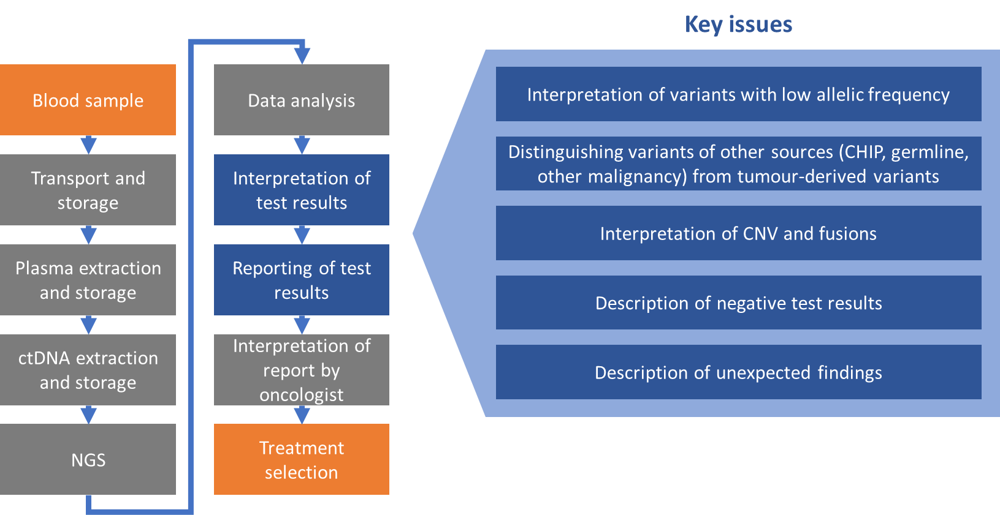 Blood sample
Transport and
storage
Plasma extraction
and storage
ctDNA extraction
and storage
NGS
Data analysis
Interpretation of
test results
Reporting of test
results
Interpretation of
report by
oncologist
Treatment
selection
Key issues
Interpretation of variants with low allelic frequency
Distinguishing variants of other sources (CHIP, germline,
other malignancy) from tumour-derived variants
Interpretation of CNV and fusions
Description of negative test results
Description of unexpected findings